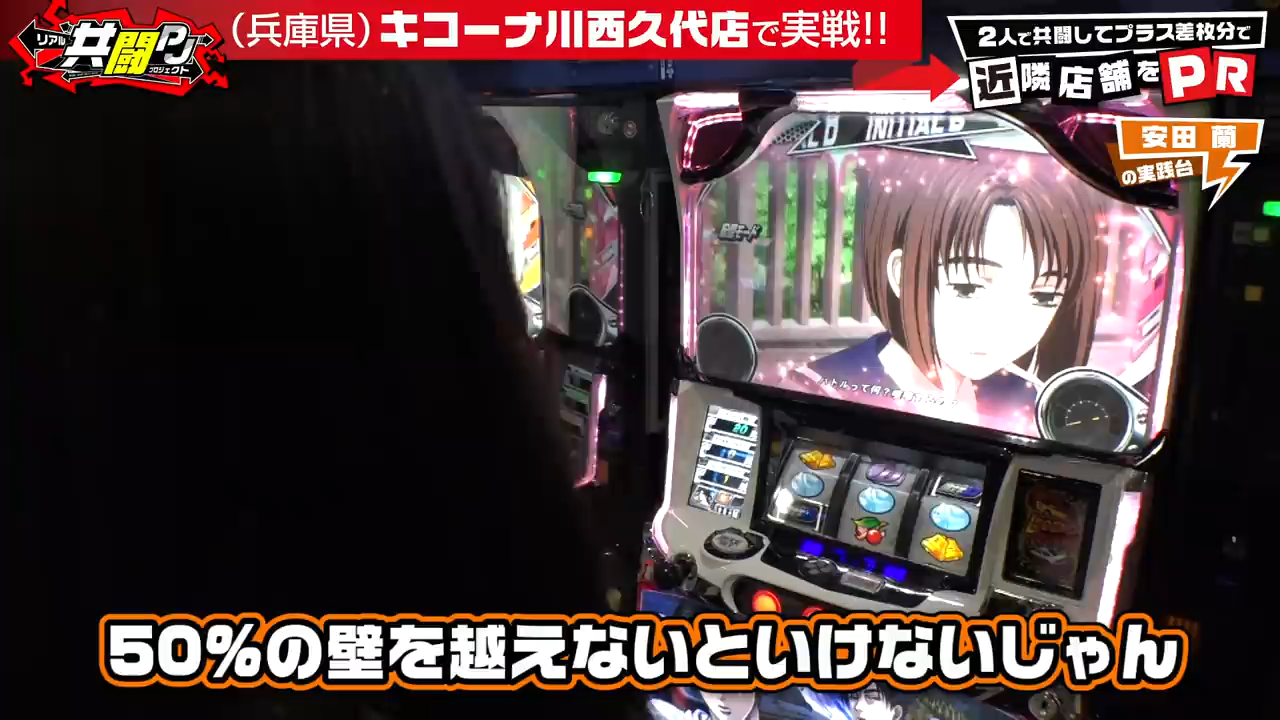 リアル共闘PJ
プロジェクト
(兵庫県)キコーナ川西久代店で実戦!!
2人で共闘してプラス差枚分で
近隣店舗をPR
安田 蘭
の実践台
INITIAL D
20
50%の壁を越えないといけないじゃん